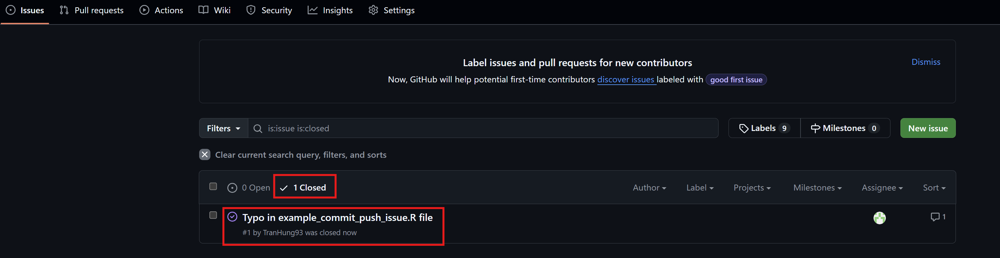 Issues Pull requests Actions Wiki Security Insights Settings
Label issues and pull requests for new contributors
Dismiss
Now, GitHub will help potential first-time contributors discover issues labeled with good first issue
Filters is:issue is:closed Labels 9 Milestones 0 New issue
Clear current search query, filters, and sorts
0 Open 1 Closed Author Label Projects Milestones Assignee Sort
Typo in example_commit_push_issue.R file 1
#1 by TranHung93 was closed now